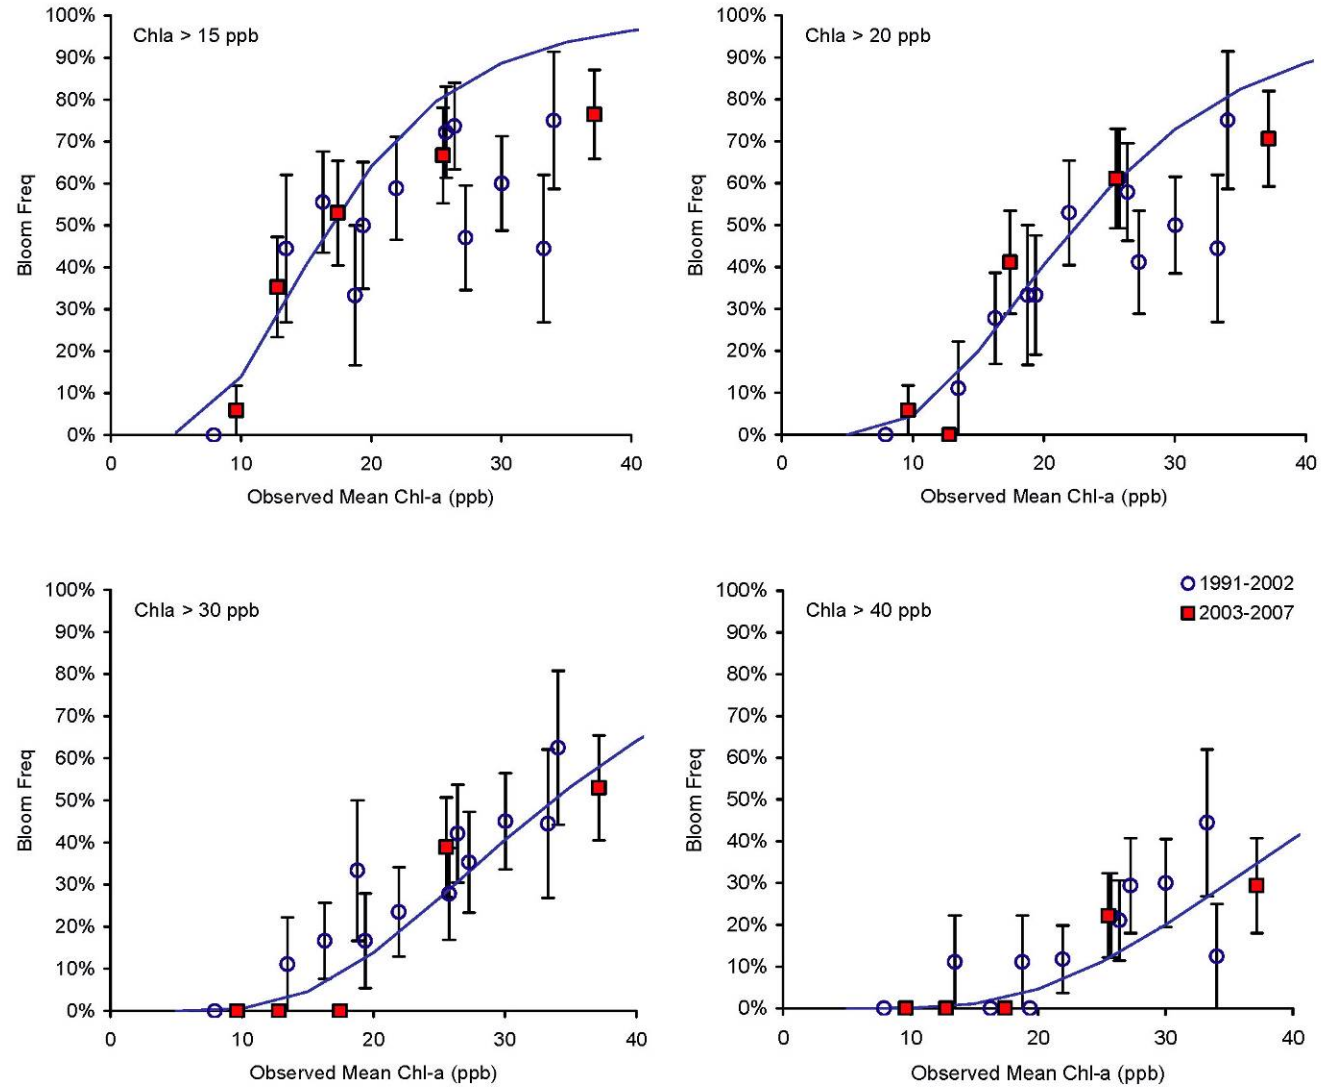 Chla > 15 ppb
100%
90%
80%
70%
60%
50%
40%
30%
20%
10%
0%
Bloom Freq
0 10 20 30 40
Observed Mean Chl-a (ppb)
Chla > 20 ppb
100%
90%
80%
70%
60%
50%
40%
30%
20%
10%
0%
Bloom Freq
0 10 20 30 40
Observed Mean Chl-a (ppb)
Chla > 30 ppb
100%
90%
80%
70%
60%
50%
40%
30%
20%
10%
0%
Bloom Freq
0 10 20 30 40
Observed Mean Chl-a (ppb)
Chla > 40 ppb
1991-2002
2003-2007
100%
90%
80%
70%
60%
50%
40%
30%
20%
10%
0%
Bloom Freq
0 10 20 30 40
Observed Mean Chl-a (ppb)